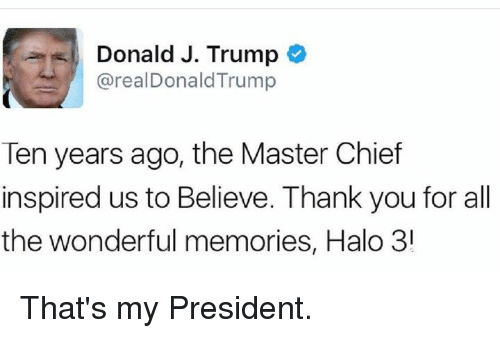 Donald J. Trump
@realDonaldTrump
Ten years ago, the Master Chief
inspired us to Believe. Thank you for all
the wonderful memories, Halo 3!
That's my President.